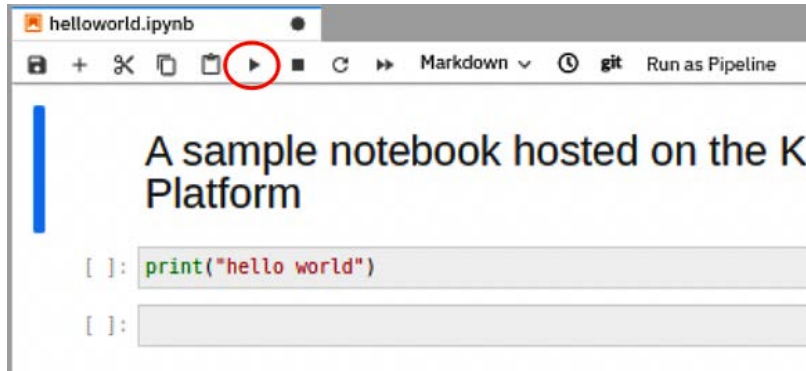 helloworld.ipynb
Markdown git Run as Pipeline
A sample notebook hosted on the K
Platform
[ ]: print("hello world")
[ ]: